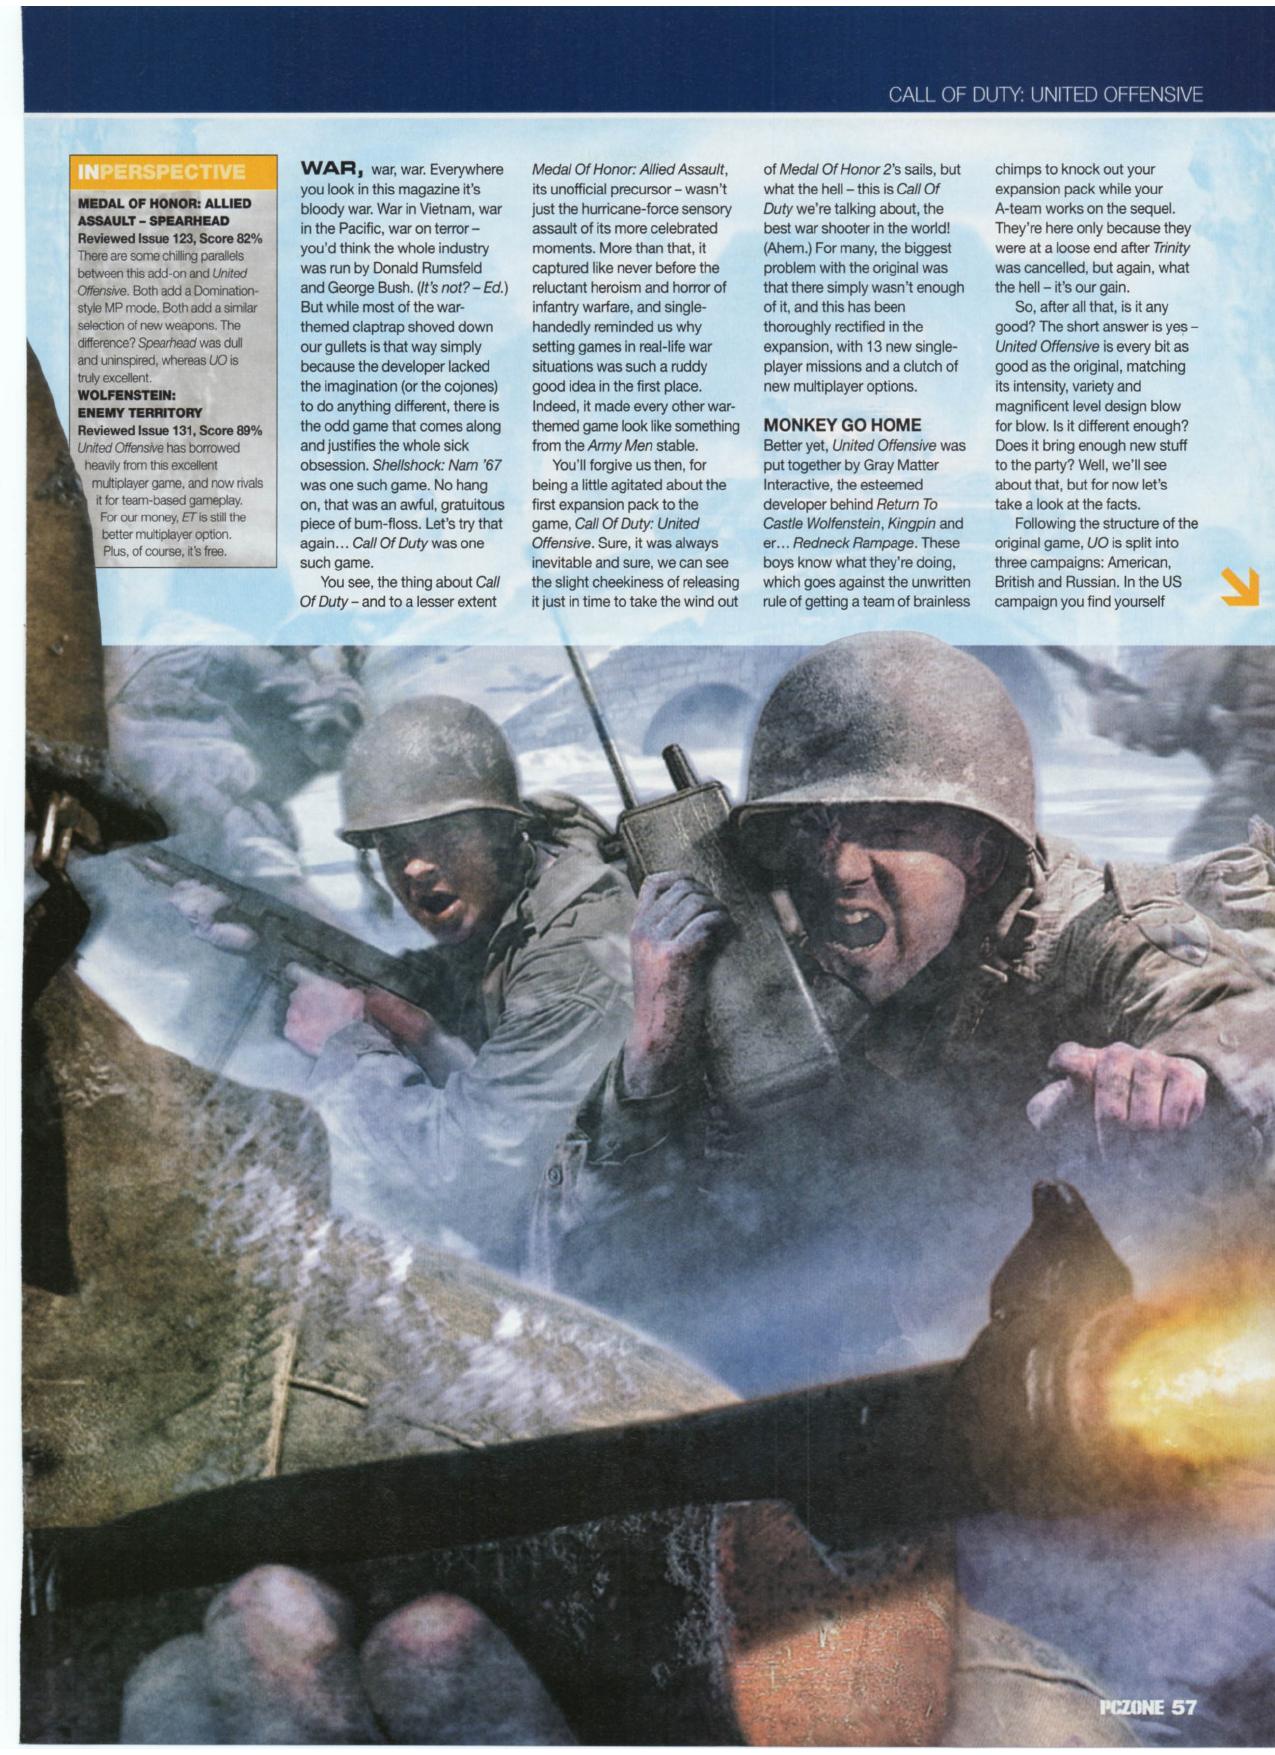 CALL OF DUTY: UNITED OFFENSIVE
INPERSPECTIVE
MEDAL OF HONOR: ALLIED
ASSAULT – SPEARHEAD
Reviewed Issue 123, Score 82%
There are some chilling parallels
between this add-on and United
Offensive. Both add a Domination-
style MP mode. Both add a similar
selection of new weapons. The
difference? Spearhead was dull
and uninspired, whereas UO is
truly excellent.
WOLFENSTEIN:
ENEMY TERRITORY
Reviewed Issue 131, Score 89%
United Offensive has borrowed
heavily from this excellent
multiplayer game, and now rivals
it for team-based gameplay.
For our money, ET is still the
better multiplayer option.
Plus, of course, it's free.
WAR, war, war. Everywhere
you look in this magazine it's
bloody war. War in Vietnam, war
in the Pacific, war on terror –
you'd think the whole industry
was run by Donald Rumsfeld
and George Bush. (It's not? – Ed.)
But while most of the war-
themed claptrap shoved down
our gullets is that way simply
because the developer lacked
the imagination (or the cojones)
to do anything different, there is
the odd game that comes along
and justifies the whole sick
obsession. Shellshock: Nam '67
was one such game. No hang
on, that was an awful, gratuitous
piece of bum-floss. Let's try that
again... Call Of Duty was one
such game.
You see, the thing about Call
Of Duty – and to a lesser extent
Medal Of Honor: Allied Assault,
its unofficial precursor – wasn't
just the hurricane-force sensory
assault of its more celebrated
moments. More than that, it
captured like never before the
reluctant heroism and horror of
infantry warfare, and single-
handedly reminded us why
setting games in real-life war
situations was such a ruddy
good idea in the first place.
Indeed, it made every other war-
themed game look like something
from the Army Men stable.
You'll forgive us then, for
being a little agitated about the
first expansion pack to the
game, Call Of Duty: United
Offensive. Sure, it was always
inevitable and sure, we can see
the slight cheekiness of releasing
it just in time to take the wind out
of Medal Of Honor 2's sails, but
what the hell – this is Call Of
Duty we're talking about, the
best war shooter in the world!
(Ahem.) For many, the biggest
problem with the original was
that there simply wasn't enough
of it, and this has been
thoroughly rectified in the
expansion, with 13 new single-
player missions and a clutch of
new multiplayer options.
MONKEY GO HOME
Better yet, United Offensive was
put together by Gray Matter
Interactive, the esteemed
developer behind Return To
Castle Wolfenstein, Kingpin and
er... Redneck Rampage. These
boys know what they're doing,
which goes against the unwritten
rule of getting a team of brainless
chimps to knock out your
expansion pack while your
A-team works on the sequel.
They're here only because they
were at a loose end after Trinity
was cancelled, but again, what
the hell – it's our gain.
So, after all that, is it any
good? The short answer is yes –
United Offensive is every bit as
good as the original, matching
its intensity, variety and
magnificent level design blow
for blow. Is it different enough?
Does it bring enough new stuff
to the party? Well, we'll see
about that, but for now let's
take a look at the facts.
Following the structure of the
original game, UO is split into
three campaigns: American,
British and Russian. In the US
campaign you find yourself
PCZONE 57